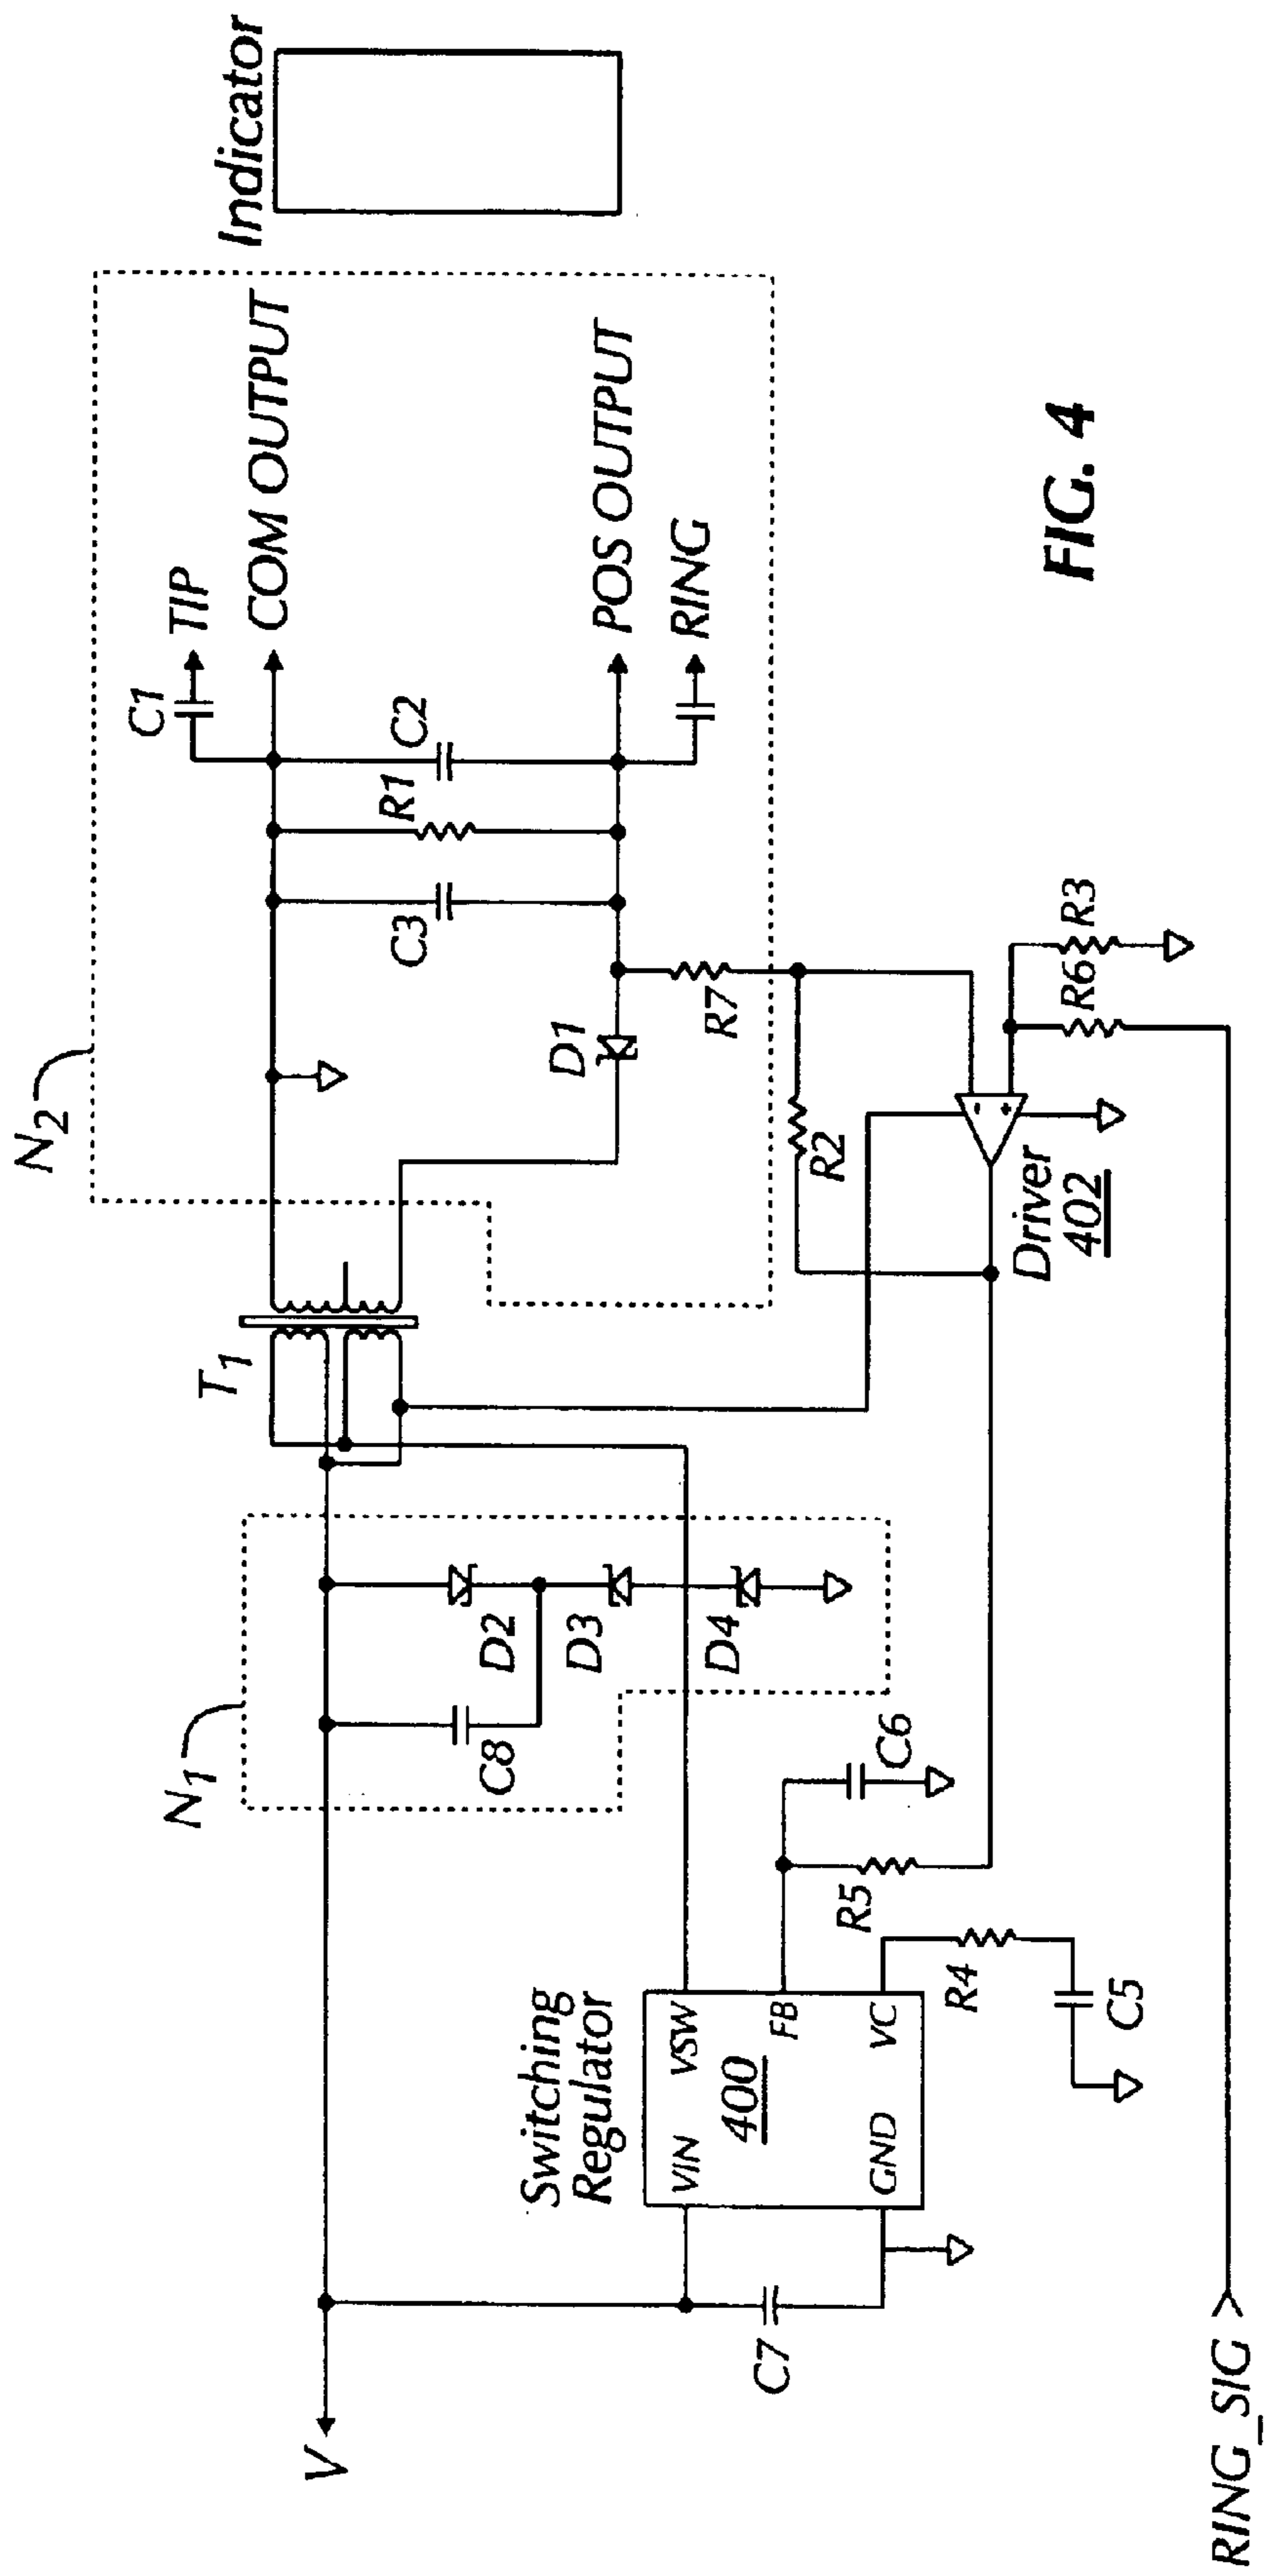 Indicator
N2
C1
TIP
COM OUTPUT
C3
R1
C2
D1
POS OUTPUT
RING
R7
T1
N1
C8
D2
D3
D4
R2
R6
R3
Driver
402
V
Switching
Regulator
VIN
VSW
400
FB
GND
VC
C7
R5
C6
R4
C5
RING_SIG
FIG. 4